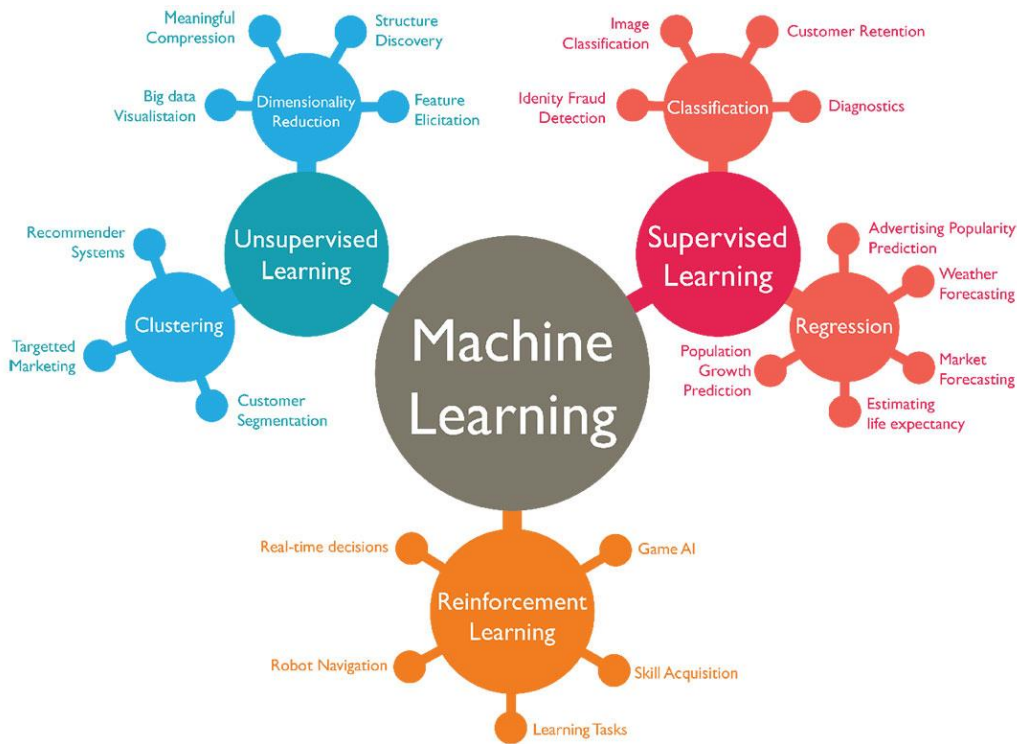 Meaningful
Compression
Structure
Discovery
Big data
Visualistaion
Dimensionality
Reduction
Feature
Elicitation
Unsupervised
Learning
Recommender
Systems
Clustering
Targetted
Marketing
Customer
Segmentation
Image
Classification
Customer Retention
Idenity Fraud
Detection
Classification
Diagnostics
Supervised
Learning
Advertising Popularity
Prediction
Weather
Forecasting
Regression
Population
Growth
Prediction
Market
Forecasting
Estimating
life expectancy
Machine
Learning
Real-time decisions
Game AI
Reinforcement
Learning
Robot Navigation
Skill Acquisition
Learning Tasks